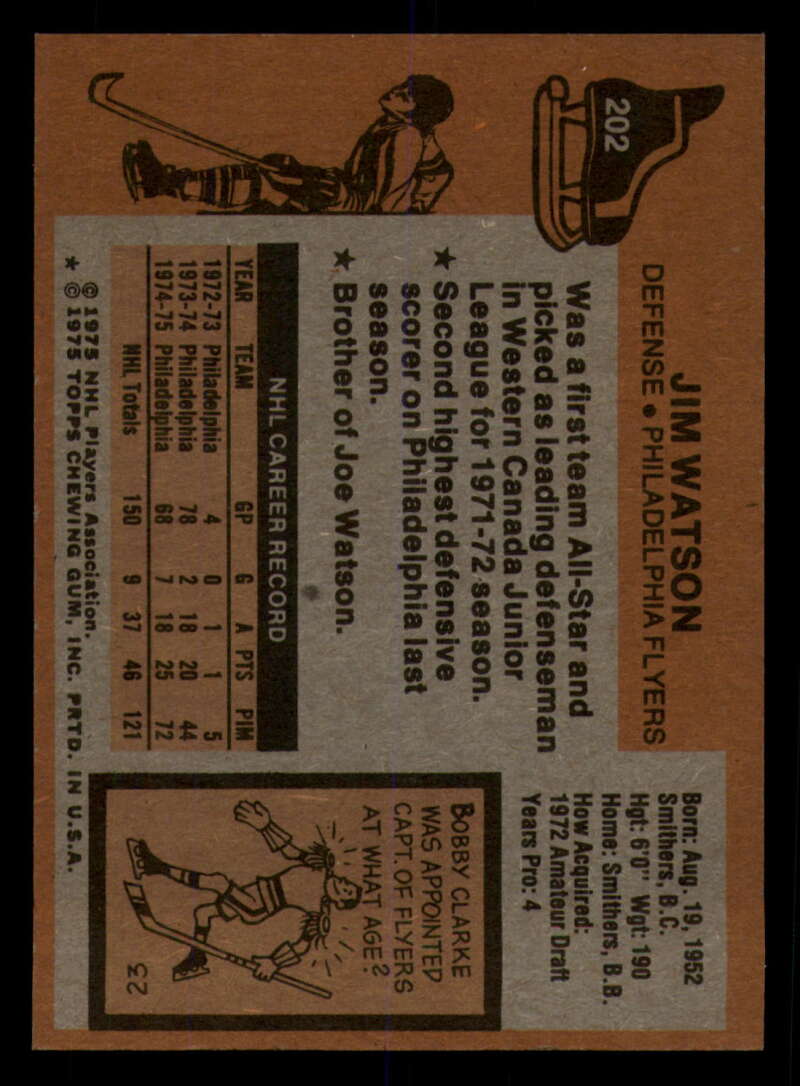 202
JIM WATSON
DEFENSE • PHILADELPHIA FLYERS
Born: Aug. 19, 1952
Smithers, B.C.
Hgt: 6'0" Wgt: 190
Home: Smithers, B.B.
How Acquired:
1972 Amateur Draft
Years Pro: 4
Was a first team All-Star and
picked as leading defenseman
in Western Canada Junior
League for 1971-72 season.
★ Second highest defensive
scorer on Philadelphia last
season.
★ Brother of Joe Watson.
NHL CAREER RECORD
YEAR TEAM GP G A PTS PIM
1972-73 Philadelphia 4 0 1 1 5
1973-74 Philadelphia 78 2 18 20 44
1974-75 Philadelphia 68 7 18 25 72
NHL Totals 150 9 37 46 121
© 1975 NHL Players Association.
* © 1975 TOPPS CHEWING GUM, INC. PRTD. IN U.S.A.
BOBBY CLARKE
WAS APPOINTED
CAPT. OF FLYERS
AT WHAT AGE?
23